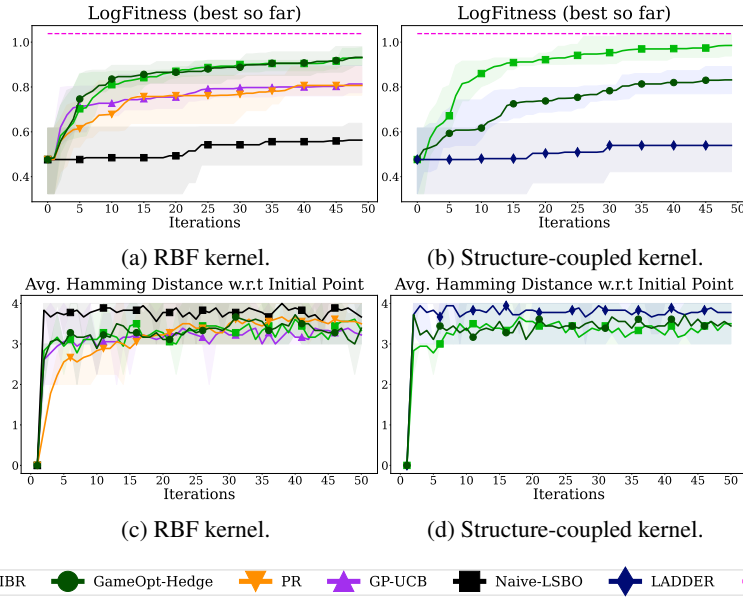 LogFitness (best so far)
LogFitness (best so far)
1.0
0.8
0.6
0.4
0 5 10 15 20 25 30 35 40 45 50
Iterations
1.0
0.8
0.6
0.4
0 5 10 15 20 25 30 35 40 45 50
Iterations
(a) RBF kernel.
(b) Structure-coupled kernel.
Avg. Hamming Distance w.r.t Initial Point
Avg. Hamming Distance w.r.t Initial Point
4
3
2
1
0
0 5 10 15 20 25 30 35 40 45 50
Iterations
4
3
2
1
0
0 5 10 15 20 25 30 35 40 45 50
Iterations
(c) RBF kernel.
(d) Structure-coupled kernel.
IBR GameOpt-Hedge PR GP-UCB Naive-LSBO LADDER